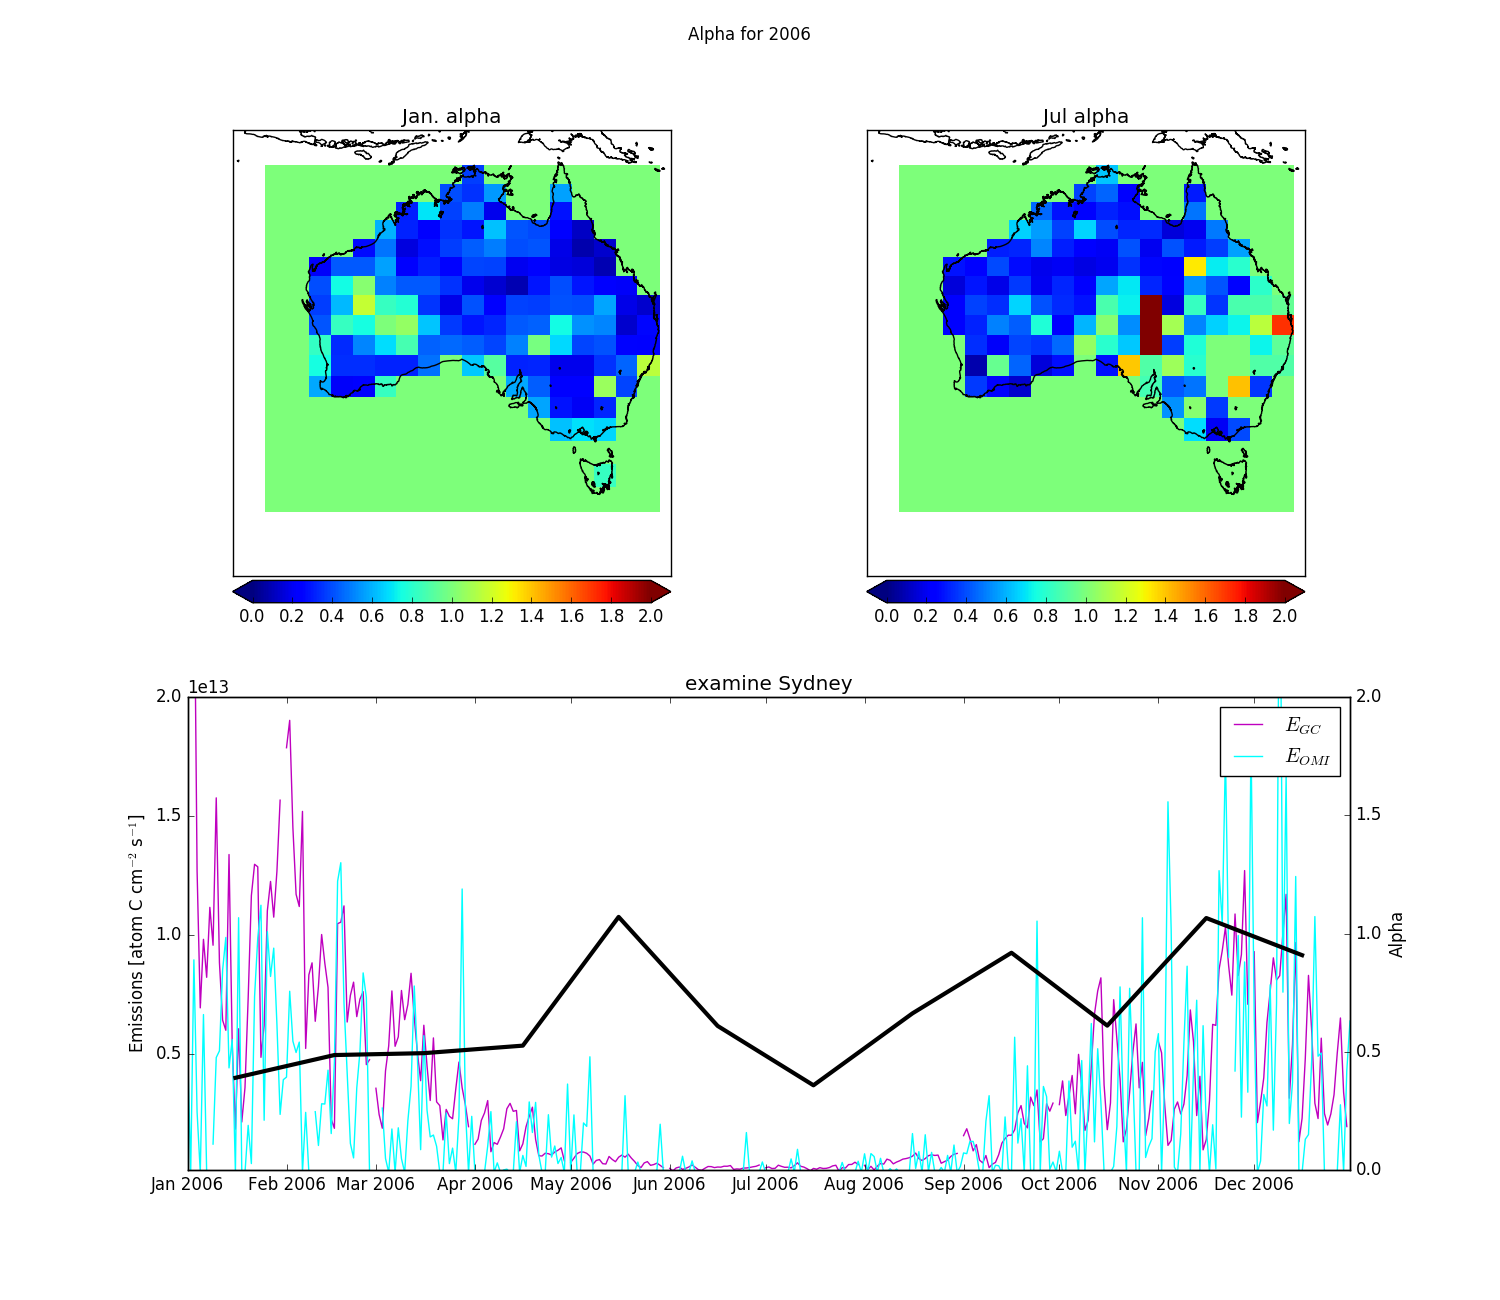 Alpha for 2006
Jan. alpha
Jul alpha
0.0 0.2 0.4 0.6 0.8 1.0 1.2 1.4 1.6 1.8 2.0
0.0 0.2 0.4 0.6 0.8 1.0 1.2 1.4 1.6 1.8 2.0
examine Sydney
1e13
2.0
1.5
1.0
0.5
Emissions [atom C cm⁻² s⁻¹]
E_GC
E_OMI
2.0
1.5
1.0
0.5
0.0
Alpha
Jan 2006 Feb 2006 Mar 2006 Apr 2006 May 2006 Jun 2006 Jul 2006 Aug 2006 Sep 2006 Oct 2006 Nov 2006 Dec 2006